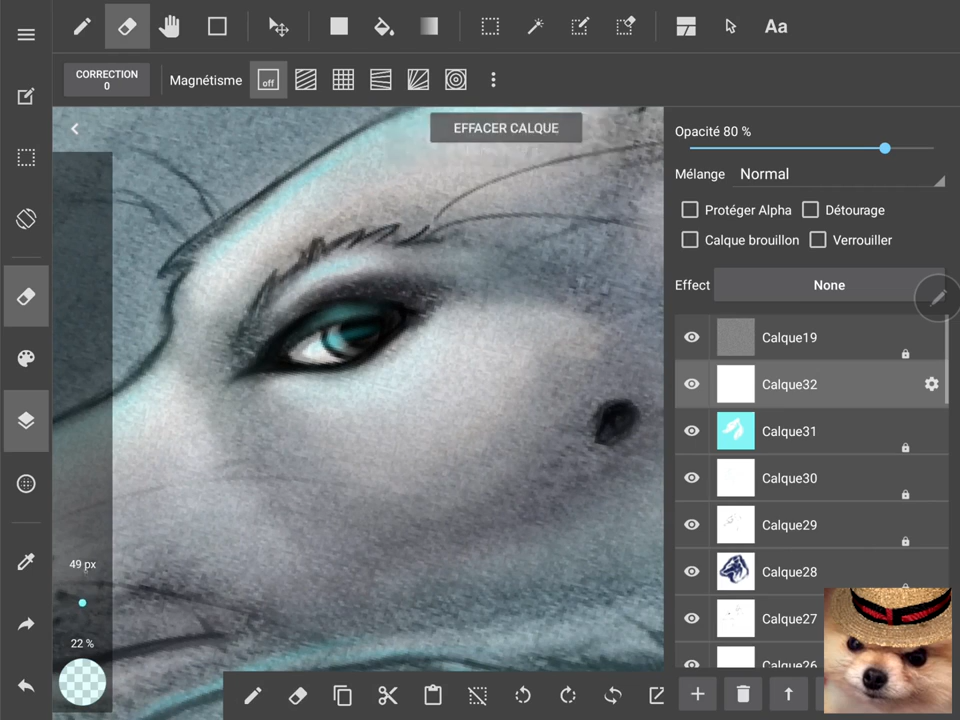 Aa
CORRECTION
0
Magnétisme
off
EFFACER CALQUE
Opacité 80 %
Mélange Normal
Protéger Alpha
Détourage
Calque brouillon
Verrouiller
Effect None
Calque19
Calque32
Calque31
Calque30
Calque29
Calque28
Calque27
Calque26
49 px
22 %